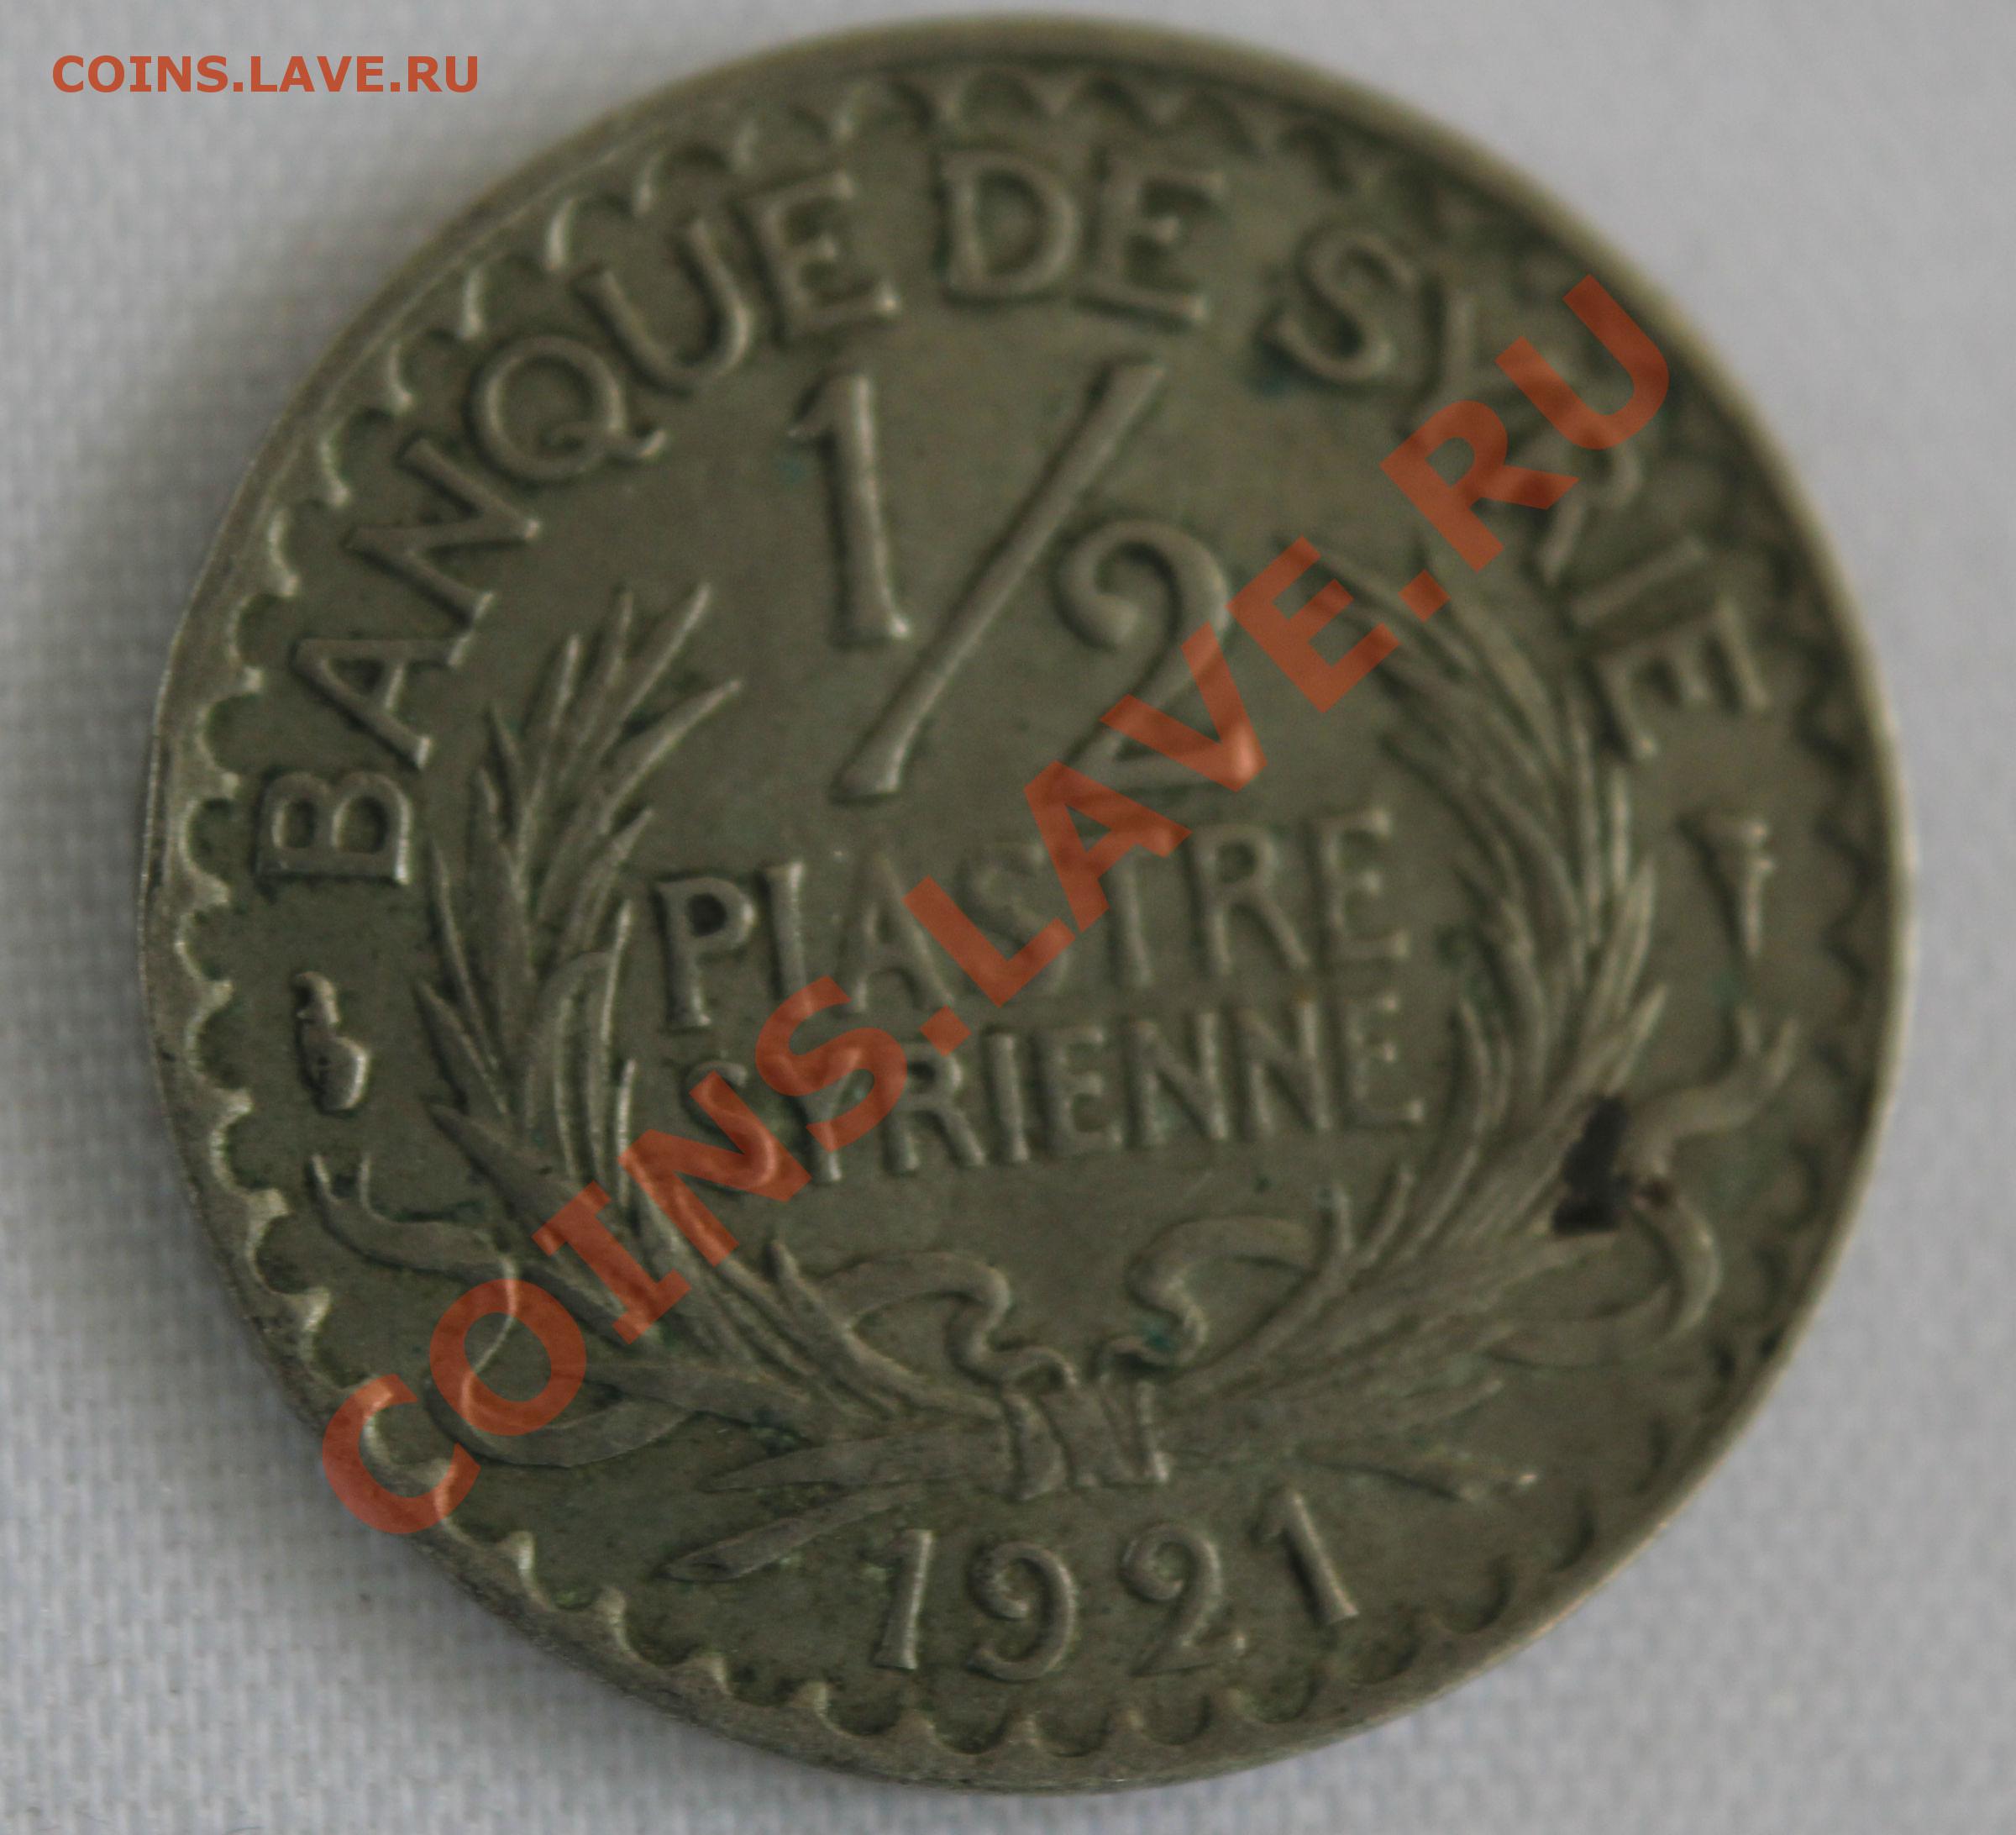 COINS.LAVE.RU
BANQUE DE SYRIE
1/2
PIASTRE
SYRIENNE
1921
COINS.LAVE.RU